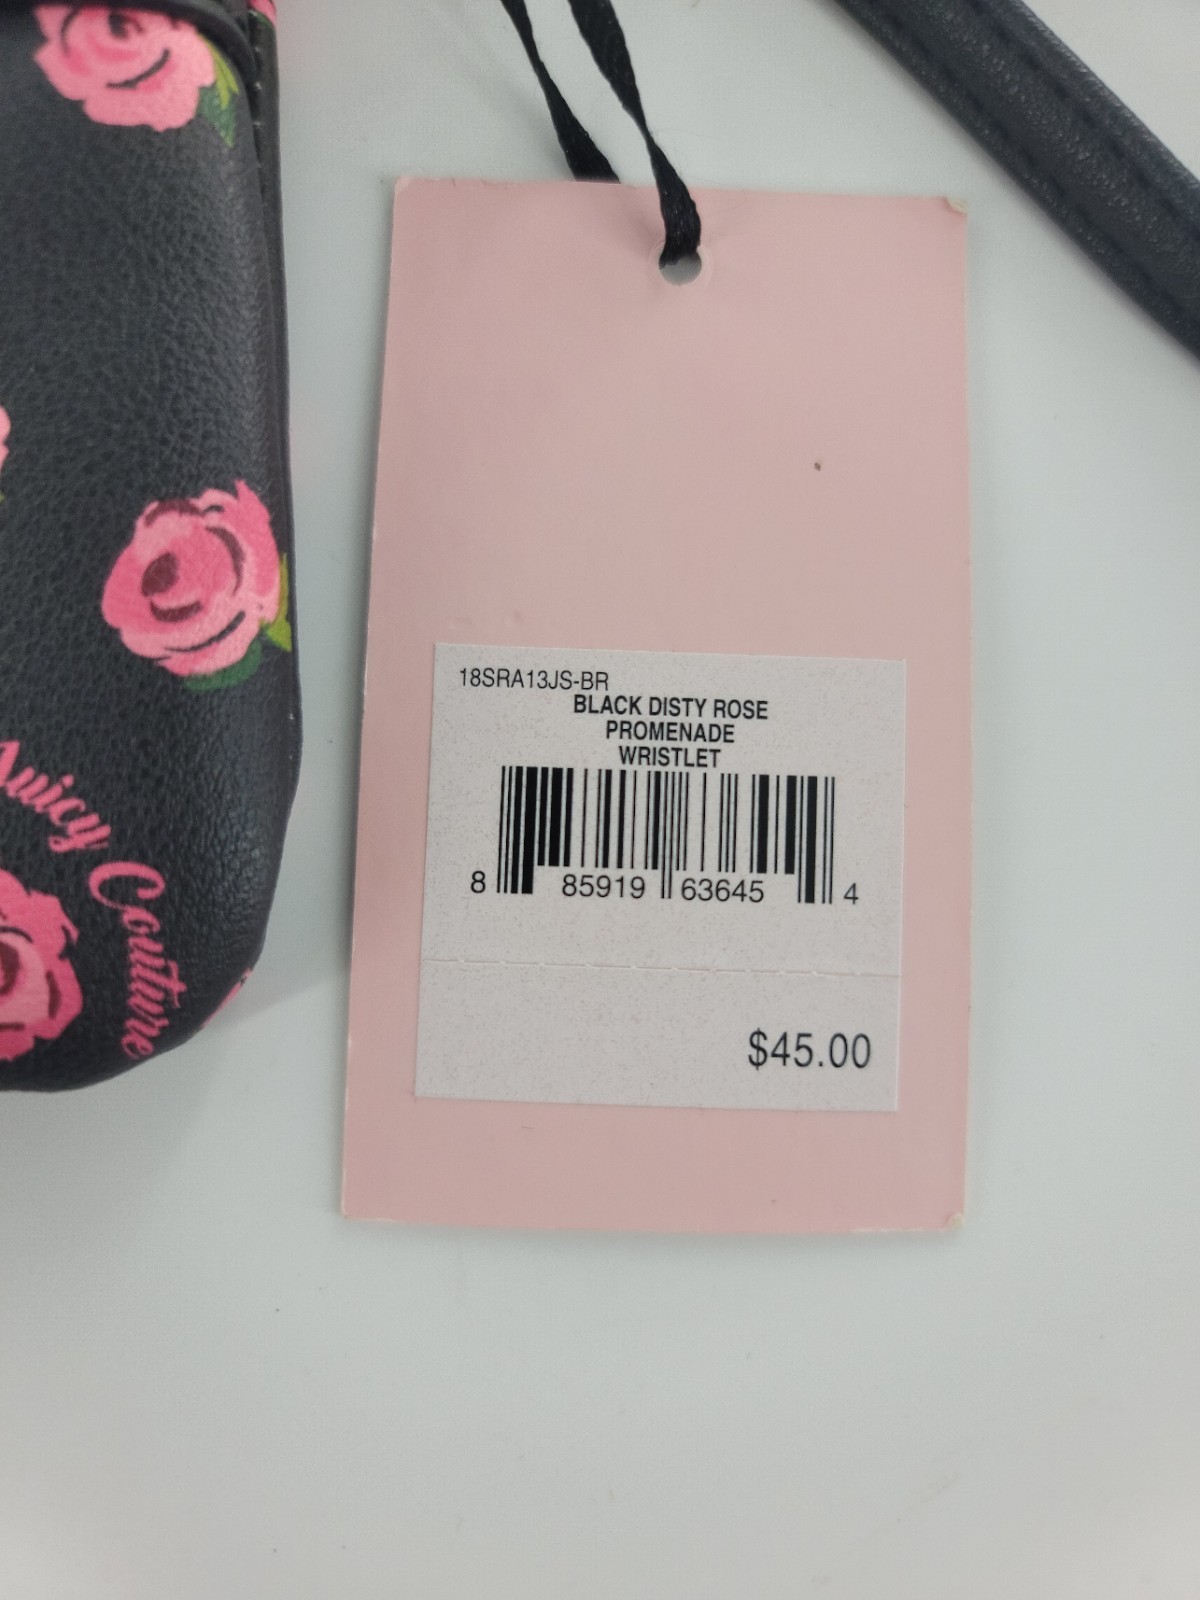 18SRA13JS-BR
BLACK DISTY ROSE
PROMENADE
WRISTLET
8 85919 63645 4
$45.00
Juicy Couture